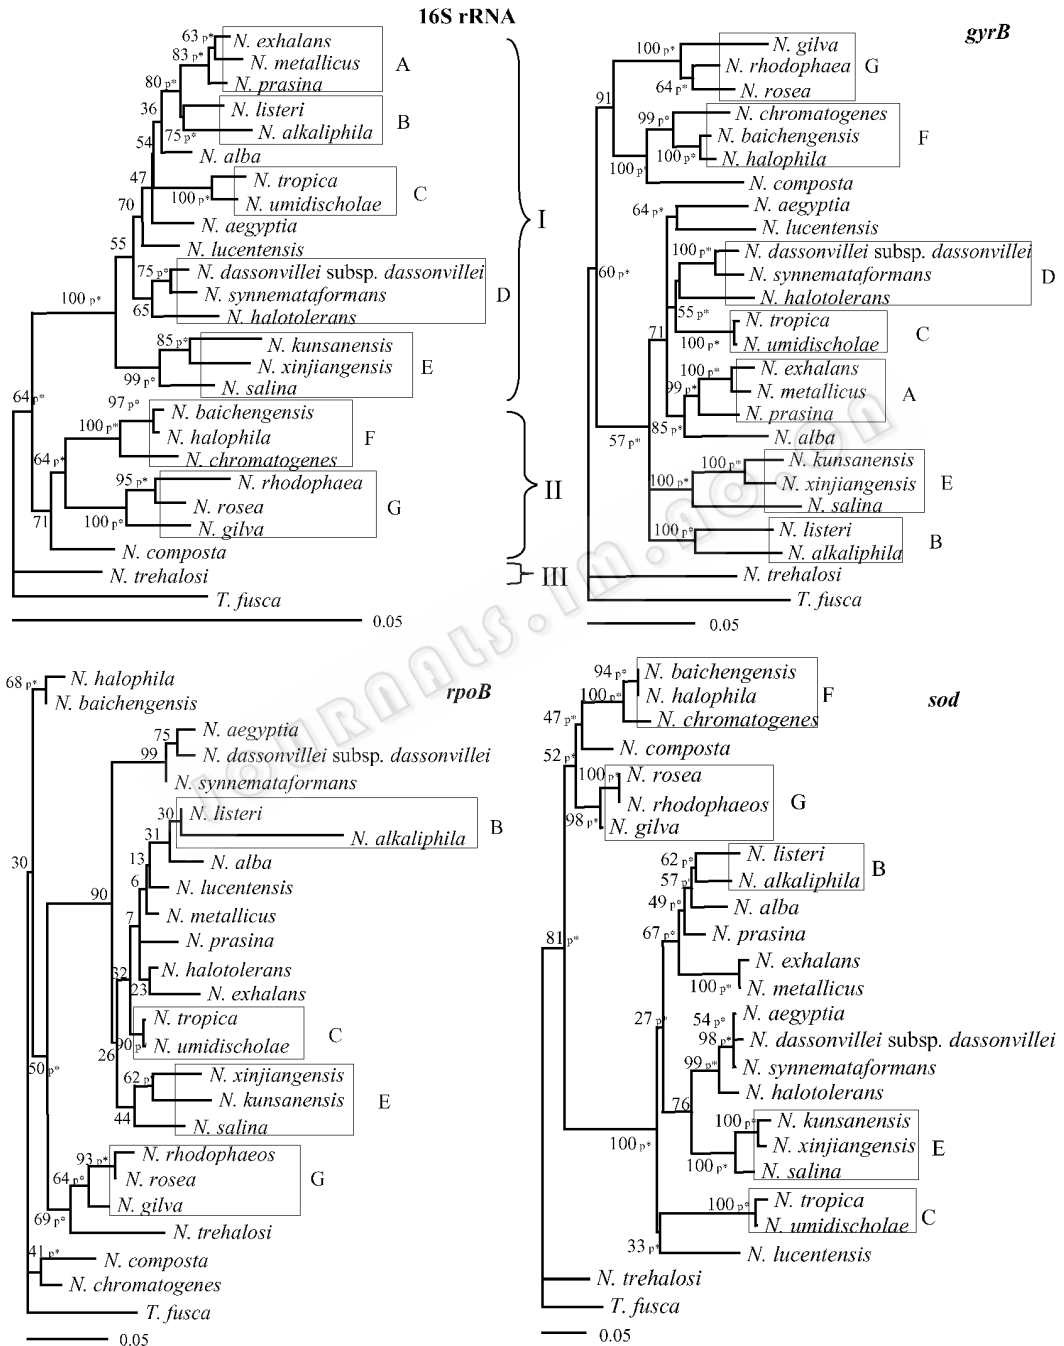 16S rRNA
63 p*
N. exhalans
83 p*
N. metallicus
A
80 p*
N. prasina
36
N. listeri
B
75 p*
N. alkaliphila
54
N. alba
47
N. tropica
C
100 p*
N. umidischolae
70
N. aegyptia
I
55
N. lucentensis
75 p*
N. dassonvillei subsp. dassonvillei
100 p*
N. synnemataformans
D
65
N. halotolerans
85 p*
N. kunsanensis
N. xinjiangensis
E
99 p*
N. salina
64 p*
97 p*
N. baichengensis
100 p*
N. halophila
F
N. chromatogenes
64 p*
95 p*
N. rhodophaea
II
N. rosea
G
71
100 p*
N. gilva
N. composta
N. trehalosi
III
T. fusca
0.05
gyrB
100 p*
N. gilva
N. rhodophaea
G
64 p*
N. rosea
91
99 p*
N. chromatogenes
N. baichengensis
F
100 p*
N. halophila
100 p*
N. composta
64 p*
N. aegyptia
N. lucentensis
60 p*
100 p*
N. dassonvillei subsp. dassonvillei
N. synnemataformans
D
N. halotolerans
55 p*
N. tropica
C
71
100 p*
N. umidischolae
100 p*
N. exhalans
99 p*
N. metallicus
A
N. prasina
57 p*
85 p*
N. alba
100 p*
N. kunsanensis
100 p*
N. xinjiangensis
E
N. salina
100 p*
N. listeri
B
N. alkaliphila
N. trehalosi
T. fusca
0.05
JOURNALS.IM.AC.CN
rpoB
68 p*
N. halophila
N. baichengensis
75
N. aegyptia
99
N. dassonvillei subsp. dassonvillei
N. synnemataformans
30
N. listeri
B
31
N. alkaliphila
13
N. alba
30
6
N. lucentensis
90
N. metallicus
7
N. prasina
32
N. halotolerans
23
N. exhalans
N. tropica
C
26
90 p*
N. umidischolae
50 p*
62 p*
N. xinjiangensis
N. kunsanensis
E
44
N. salina
93 p*
N. rhodophaeos
64 p*
N. rosea
G
N. gilva
69 p*
N. trehalosi
41 p*
N. composta
N. chromatogenes
T. fusca
0.05
sod
94 p*
N. baichengensis
100 p*
N. halophila
F
N. chromatogenes
47 p*
N. composta
52 p*
100 p*
N. rosea
N. rhodophaeos
G
98 p*
N. gilva
62 p*
N. listeri
B
57 p*
N. alkaliphila
49 p*
N. alba
67 p*
N. prasina
81 p*
N. exhalans
100 p*
N. metallicus
54 p*
N. aegyptia
27 p*
98 p*
N. dassonvillei subsp. dassonvillei
99 p*
N. synnemataformans
N. halotolerans
76
100 p*
N. kunsanensis
N. xinjiangensis
E
100 p*
100 p*
N. salina
100 p*
N. tropica
C
N. umidischolae
33 p*
N. lucentensis
N. trehalosi
T. fusca
0.05